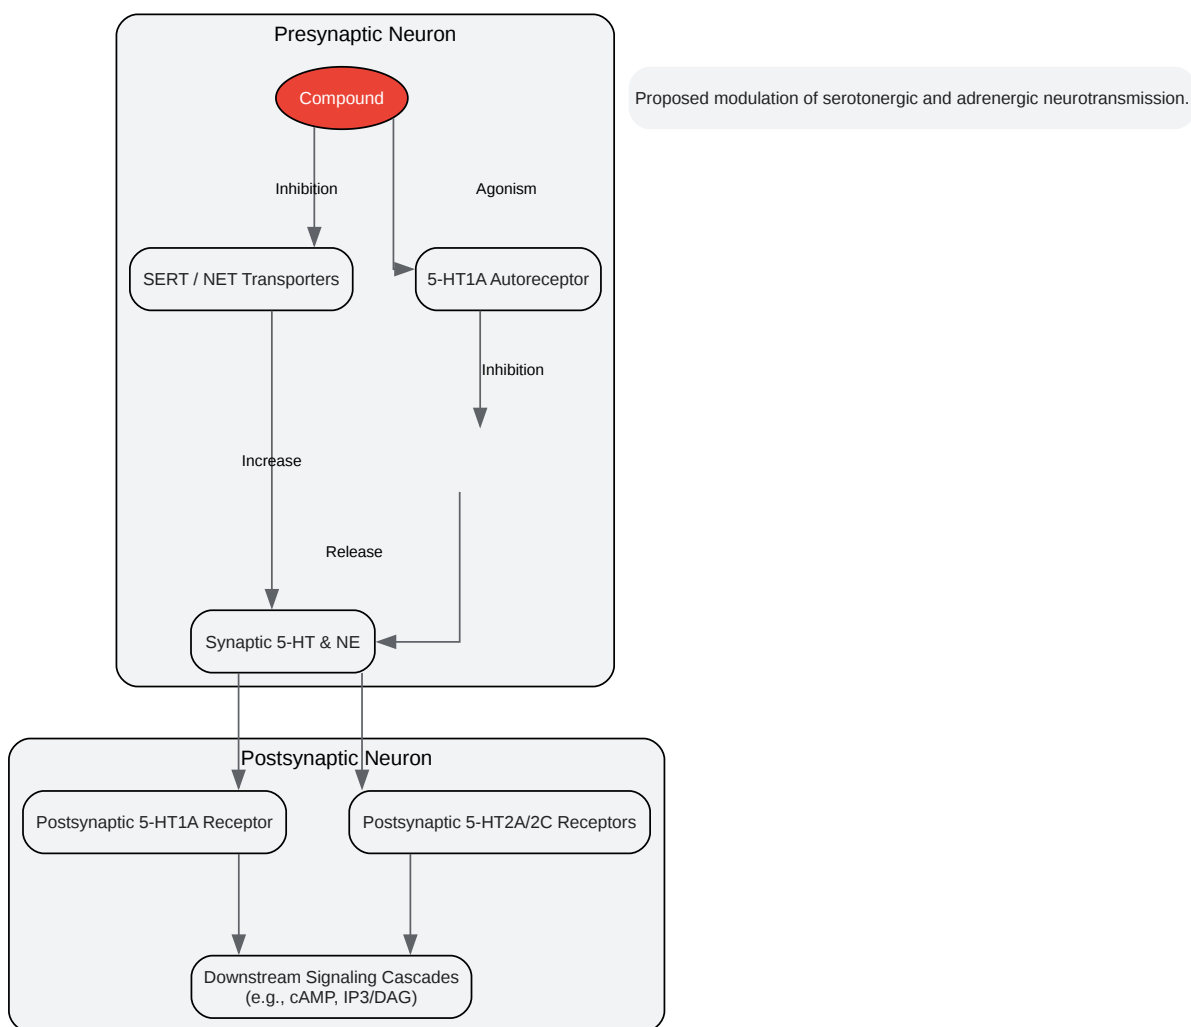 Presynaptic Neuron
Compound
Proposed modulation of serotonergic and adrenergic neurotransmission.
Inhibition
Agonism
SERT / NET Transporters
5-HT1A Autoreceptor
Inhibition
Increase
Release
Synaptic 5-HT & NE
Postsynaptic Neuron
Postsynaptic 5-HT1A Receptor
Postsynaptic 5-HT2A/2C Receptors
Downstream Signaling Cascades
(e.g., cAMP, IP3/DAG)